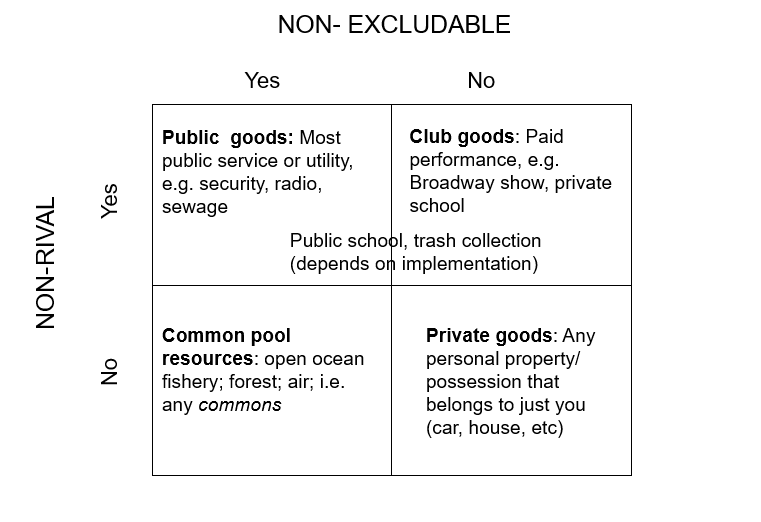 NON- EXCLUDABLE
Yes
No
NON-RIVAL
Yes
Public  goods: Most
public service or utility,
e.g. security, radio,
sewage
Club goods: Paid
performance, e.g.
Broadway show, private
school
Public school, trash collection
(depends on implementation)
No
Common pool
resources: open ocean
fishery; forest; air; i.e.
any commons
Private goods: Any
personal property/
possession that
belongs to just you
(car, house, etc)